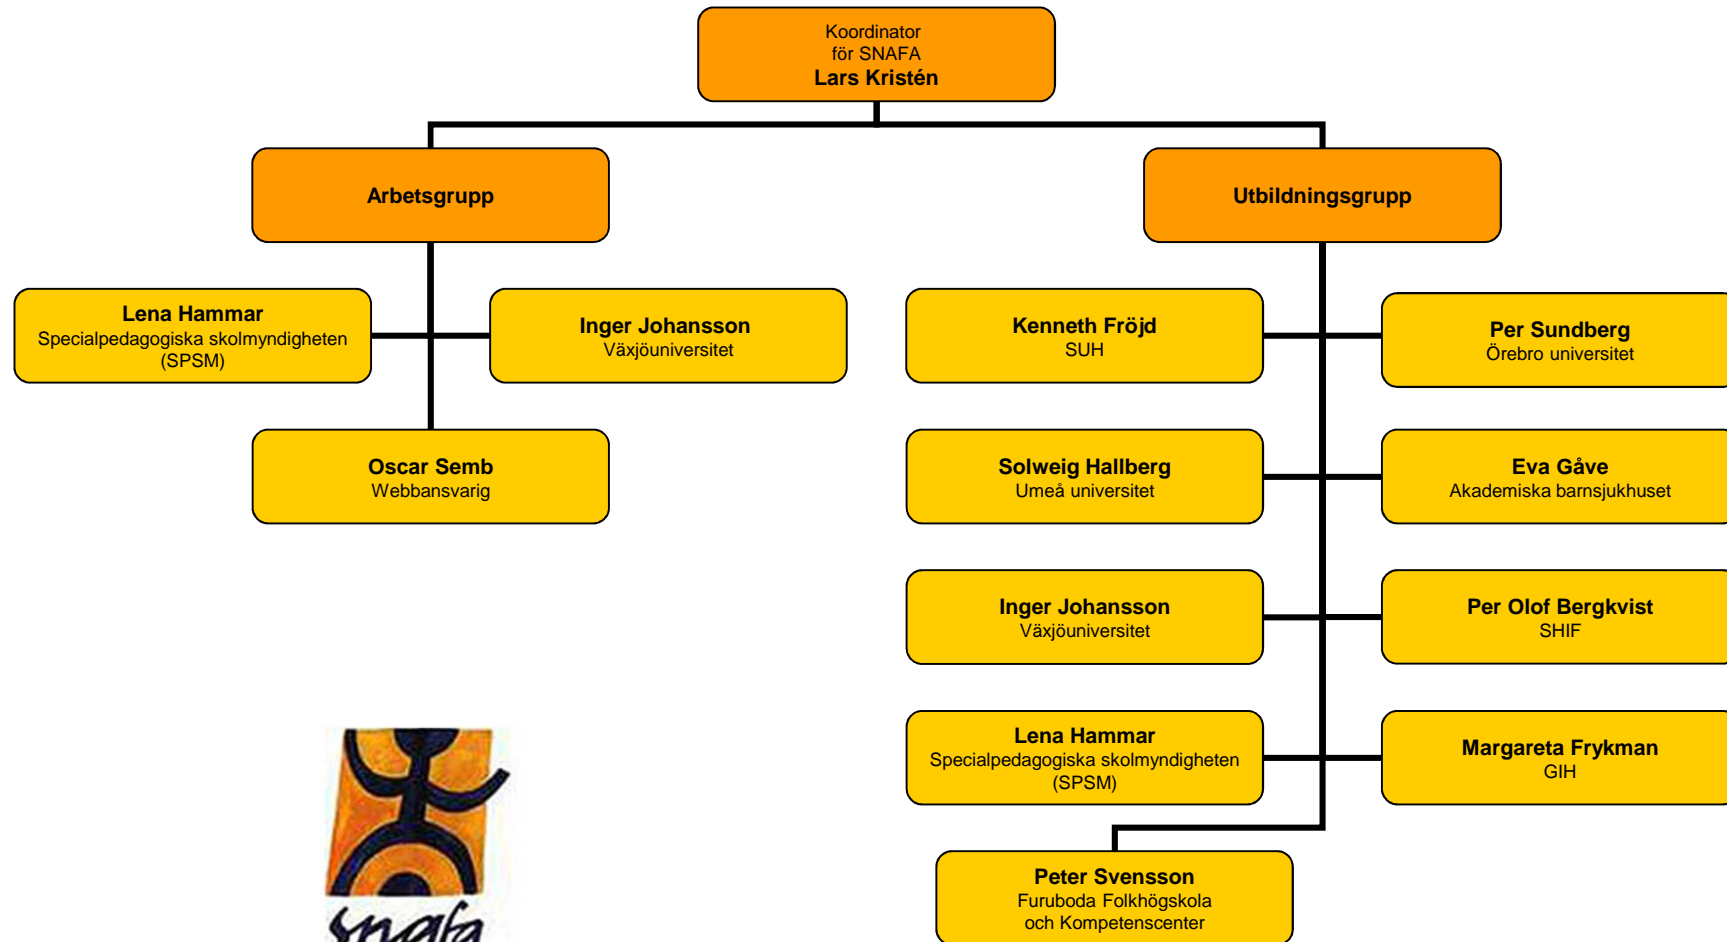 Koordinator
för SNAFA
Lars Kristén
Arbetsgrupp
Utbildningsgrupp
Lena Hammar
Specialpedagogiska skolmyndigheten
(SPSM)
Inger Johansson
Växjöuniversitet
Oscar Semb
Webbansvarig
Kenneth Fröjd
SUH
Per Sundberg
Örebro universitet
Solweig Hallberg
Umeå universitet
Eva Gåve
Akademiska barnsjukhuset
Inger Johansson
Växjöuniversitet
Per Olof Bergkvist
SHIF
Lena Hammar
Specialpedagogiska skolmyndigheten
(SPSM)
Margareta Frykman
GIH
Peter Svensson
Furuboda Folkhögskola
och Kompetenscenter
snafa